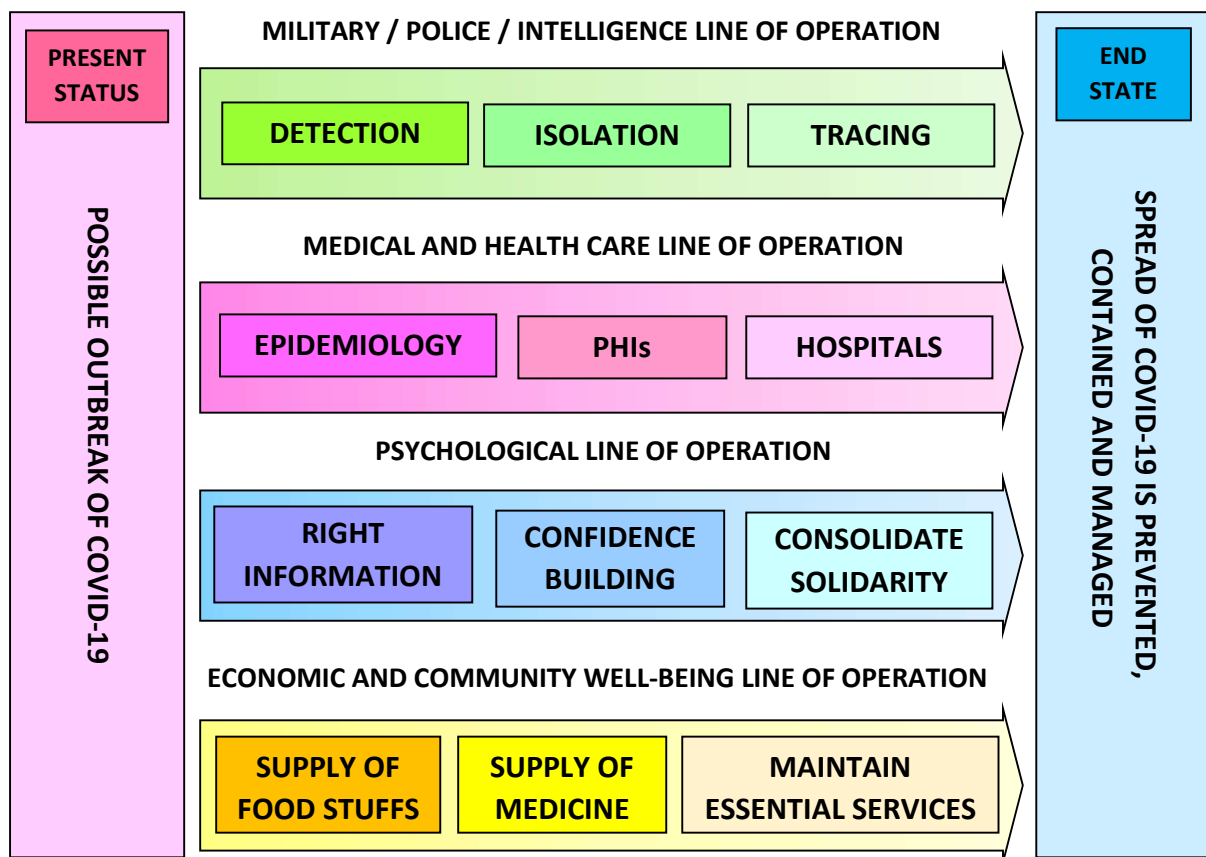 PRESENT
STATUS
POSSIBLE OUTBREAK OF COVID-19
MILITARY / POLICE / INTELLIGENCE LINE OF OPERATION
DETECTION
ISOLATION
TRACING
MEDICAL AND HEALTH CARE LINE OF OPERATION
EPIDEMIOLOGY
PHIs
HOSPITALS
PSYCHOLOGICAL LINE OF OPERATION
RIGHT
INFORMATION
CONFIDENCE
BUILDING
CONSOLIDATE
SOLIDARITY
ECONOMIC AND COMMUNITY WELL-BEING LINE OF OPERATION
SUPPLY OF
FOOD STUFFS
SUPPLY OF
MEDICINE
MAINTAIN
ESSENTIAL SERVICES
END
STATE
SPREAD OF COVID-19 IS PREVENTED,
CONTAINED AND MANAGED